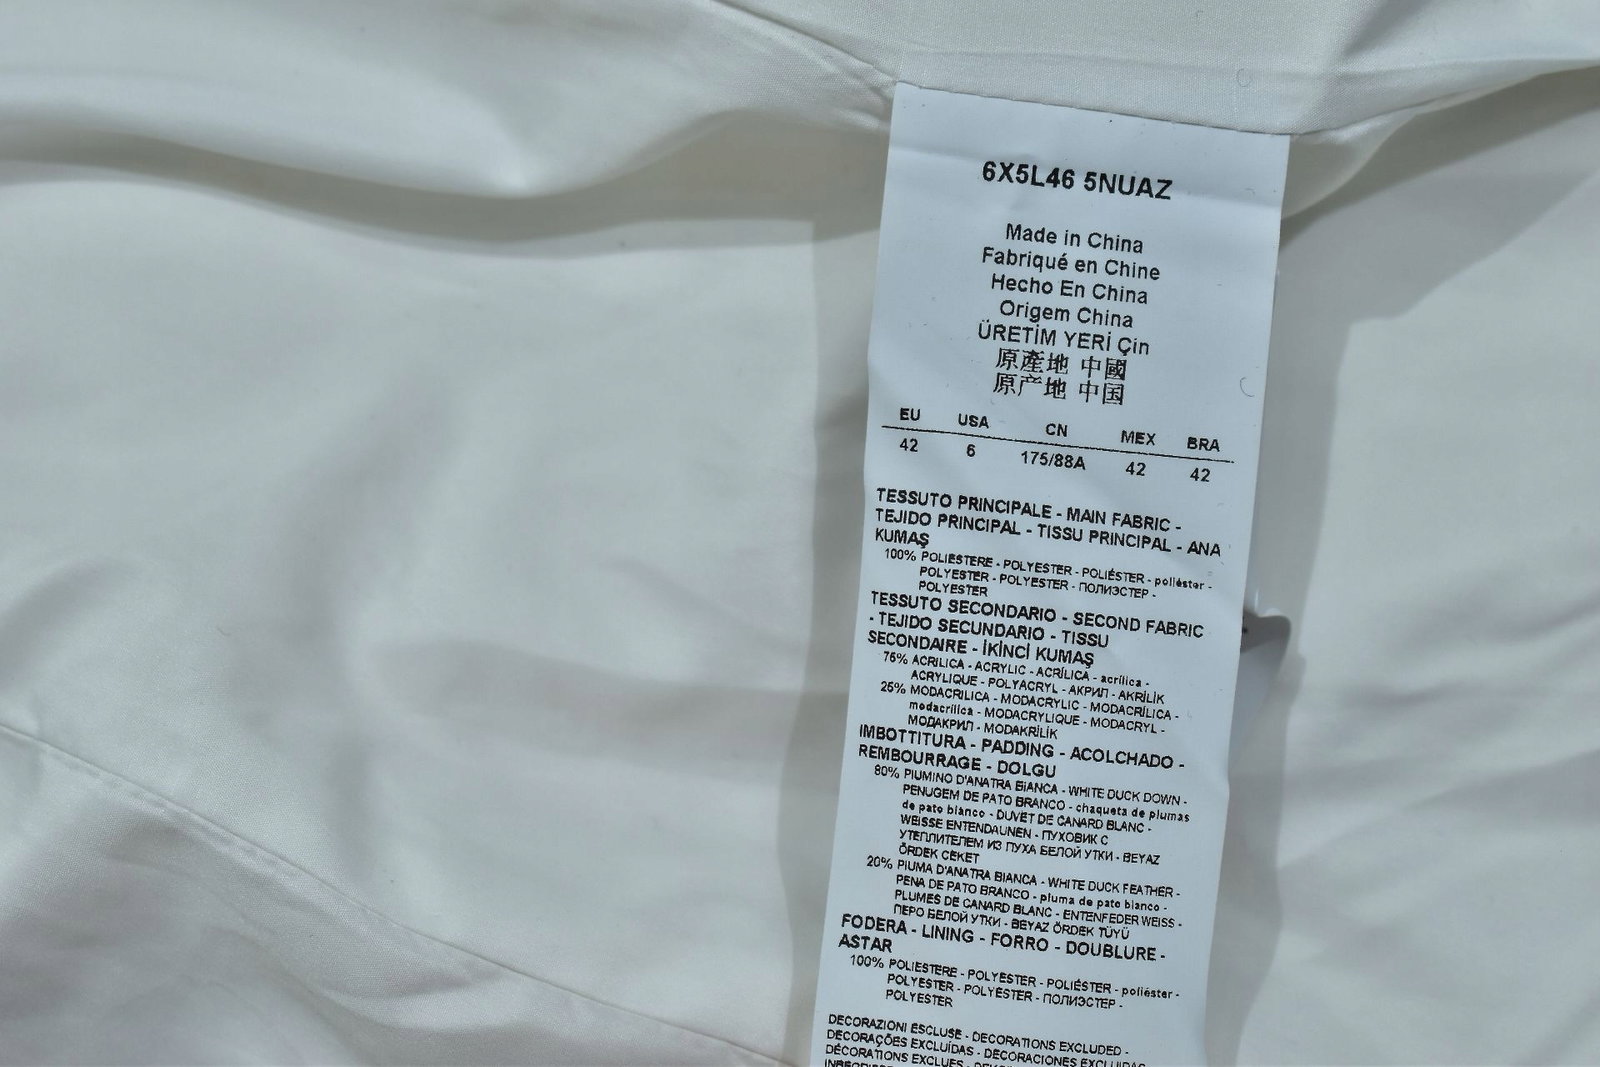 6X5L46 5NUAZ
Made in China
Fabriqué en Chine
Hecho En China
Origem China
ÜRETİM YERİ Çin
原產地 中國
原产地 中国
EU USA CN MEX BRA
42 6 175/88A 42 42
TESSUTO PRINCIPALE - MAIN FABRIC -
TEJIDO PRINCIPAL - TISSU PRINCIPAL - ANA
KUMAŞ
100% POLIESTERE - POLYESTER - POLIÉSTER - poliéster -
POLYESTER - POLYESTER - ПОЛИЭСТЕР -
POLYESTER
TESSUTO SECONDARIO - SECOND FABRIC
- TEJIDO SECUNDARIO - TISSU
SECONDAIRE - İKİNCİ KUMAŞ
75% ACRILICA - ACRYLIC - ACRÍLICA - acrílica -
ACRYLIQUE - POLYACRYL - АКРИЛ - AKRİLİK
25% MODACRILICA - MODACRYLIC - MODACRÍLICA -
modacrílica - MODACRYLIQUE - MODACRYL -
МОДАКРИЛ - MODAKRİLİK
IMBOTTITURA - PADDING - ACOLCHADO -
REMBOURRAGE - DOLGU
80% PIUMINO D'ANATRA BIANCA - WHITE DUCK DOWN -
PENUGEM DE PATO BRANCO - chaqueta de plumas
de pato blanco - DUVET DE CANARD BLANC -
WEISSE ENTENDAUNEN - ПУХОВИК С
УТЕПЛИТЕЛЕМ ИЗ ПУХА БЕЛОЙ УТКИ - BEYAZ
ÖRDEK CEKET
20% PIUMA D'ANATRA BIANCA - WHITE DUCK FEATHER -
PENA DE PATO BRANCO - pluma de pato blanco -
PLUMES DE CANARD BLANC - ENTENFEDER WEISS -
ПЕРО БЕЛОЙ УТКИ - BEYAZ ÖRDEK TÜYÜ
FODERA - LINING - FORRO - DOUBLURE -
ASTAR
100% POLIESTERE - POLYESTER - POLIÉSTER - poliéster -
POLYESTER - POLYESTER - ПОЛИЭСТЕР -
POLYESTER
DECORAZIONI ESCLUSE - DECORATIONS EXCLUDED -
DECORAÇÕES EXCLUÍDAS - DECORACIONES EXCLUIDAS
DÉCORATIONS EXCLUES